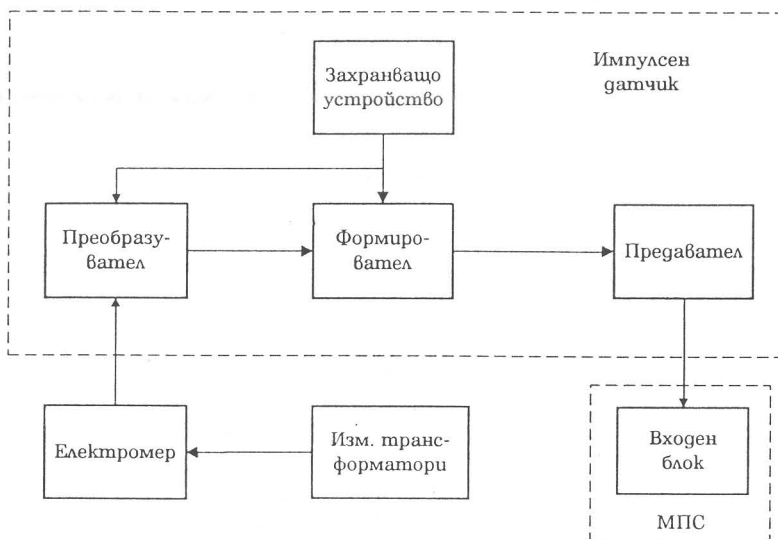 Захранващо
устройство
Импулсен
датчик
Преобразу-
вател
Формиро-
вател
Предавател
Електромер
Изм. транс-
форматори
Входен
блок
МПС